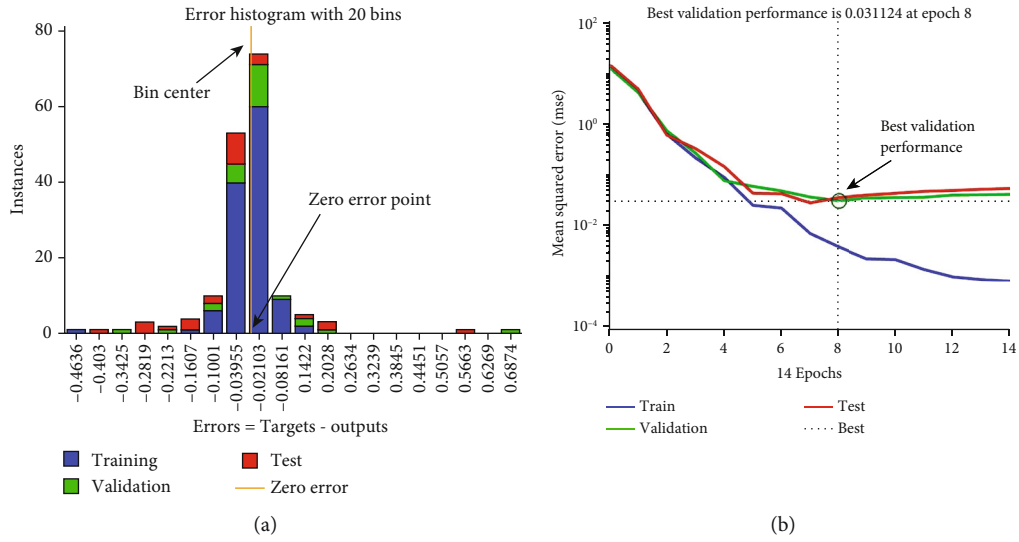 Error histogram with 20 bins
80
60
40
20
0
Instances
Bin center
Zero error point
−0.4636
−0.403
−0.3425
−0.2819
−0.2213
−0.1607
−0.1001
−0.03955
−0.02103
−0.08161
0.1422
0.2028
0.2634
0.3239
0.3845
0.4451
0.5057
0.5663
0.6269
0.6874
Errors = Targets - outputs
Training
Validation
Test
Zero error
(a)
Best validation performance is 0.031124 at epoch 8
10²
10⁰
10⁻²
10⁻⁴
Mean squared error (mse)
Best validation
performance
0 2 4 6 8 10 12 14
14 Epochs
Train
Validation
Test
Best
(b)